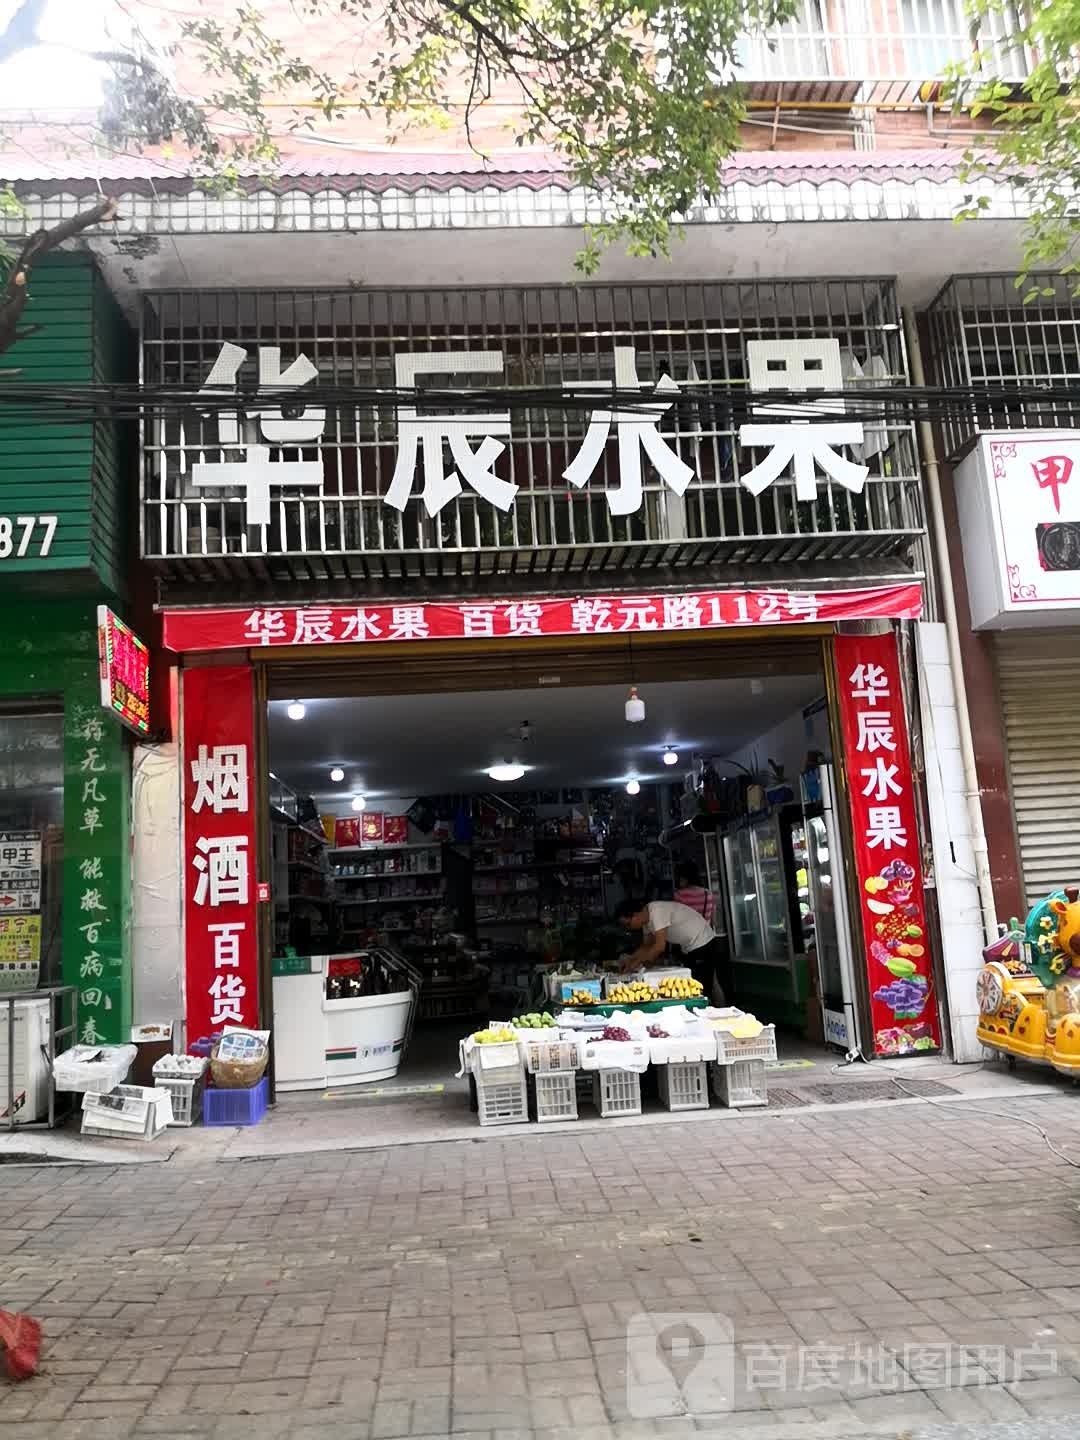 华辰水果
华辰水果 百货 乾元路112号
烟酒百货
华辰水果
877
药无凡草 能救百病回春
甲
甲王
百度地图用户